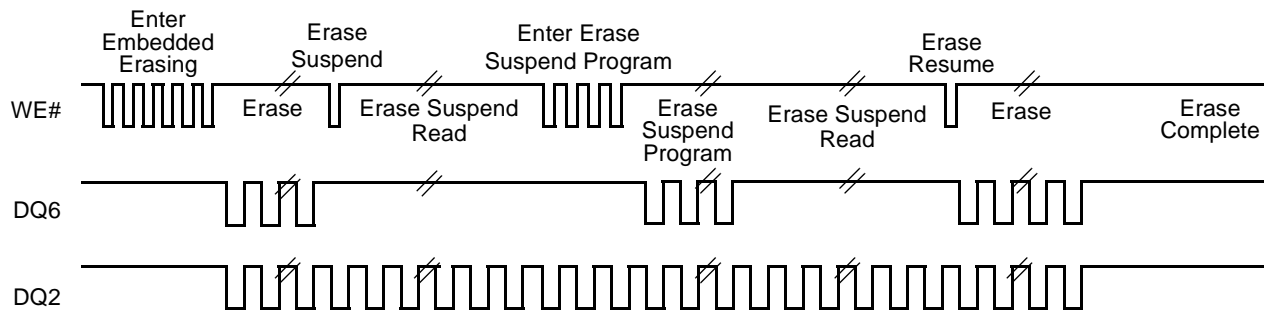 Enter
Embedded
Erasing
Erase
Suspend
Enter Erase
Suspend Program
Erase
Resume
WE#
Erase
Erase Suspend
Read
Erase
Suspend
Program
Erase Suspend
Read
Erase
Erase
Complete
DQ6
DQ2